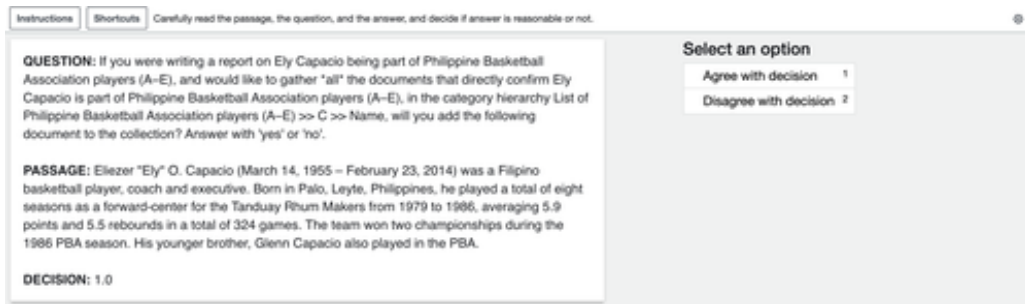 Instructions Shortcuts Carefully read the passage, the question, and the answer, and decide if answer is reasonable or not.
QUESTION: If you were writing a report on Ely Capacio being part of Philippine Basketball
Association players (A–E), and would like to gather *all* the documents that directly confirm Ely
Capacio is part of Philippine Basketball Association players (A–E), in the category hierarchy List of
Philippine Basketball Association players (A–E) >> C >> Name, will you add the following
document to the collection? Answer with 'yes' or 'no'.
PASSAGE: Eliezer "Ely" O. Capacio (March 14, 1955 – February 23, 2014) was a Filipino
basketball player, coach and executive. Born in Palo, Leyte, Philippines, he played a total of eight
seasons as a forward-center for the Tanduay Rhum Makers from 1979 to 1986, averaging 5.9
points and 5.5 rebounds in a total of 324 games. The team won two championships during the
1986 PBA season. His younger brother, Glenn Capacio also played in the PBA.
DECISION: 1.0
Select an option
Agree with decision 1
Disagree with decision 2